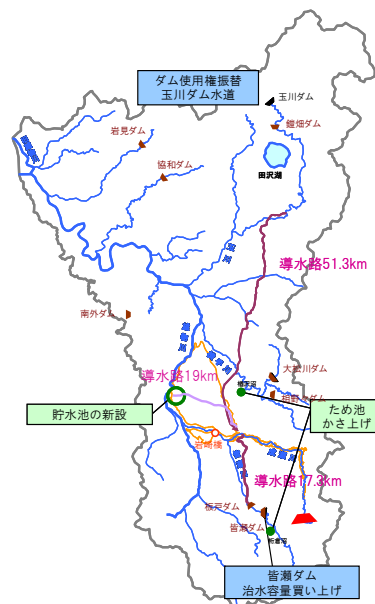 ダム使用権振替
玉川ダム水道
玉川ダム
鎧畑ダム
岩見ダム
協和ダム
田沢湖
導水路51.3km
南外ダム
大松川ダム
導水路19km
貯水池の新設
ため池
かさ上げ
岩崎橋
導水路17.3km
板戸ダム
皆瀬ダム
皆瀬ダム
治水容量買い上げ